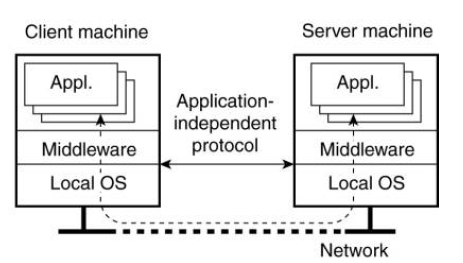 Client machine
Server machine
Appl.
Appl.
Application-
independent
protocol
Middleware
Middleware
Local OS
Local OS
Network